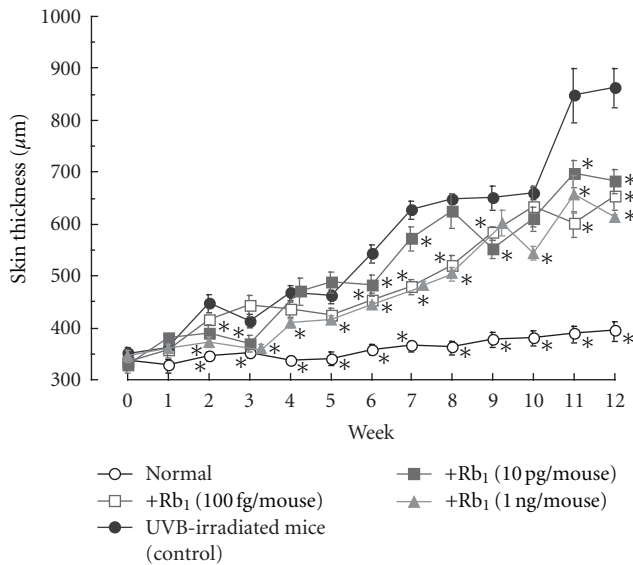 1000
900
800
700
600
500
400
300
Skin thickness (μm)
0 1 2 3 4 5 6 7 8 9 10 11 12
Week
Normal
+Rb₁ (100 fg/mouse)
UVB-irradiated mice
(control)
+Rb₁ (10 pg/mouse)
+Rb₁ (1 ng/mouse)